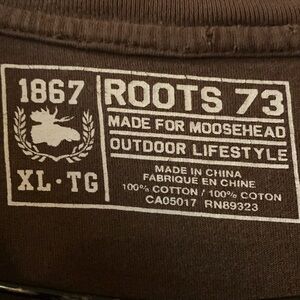 1867
XL·TG
ROOTS 73
MADE FOR MOOSEHEAD
OUTDOOR LIFESTYLE
MADE IN CHINA
FABRIQUÉ EN CHINE
100% COTTON / 100% COTON
CA05017 RN89323